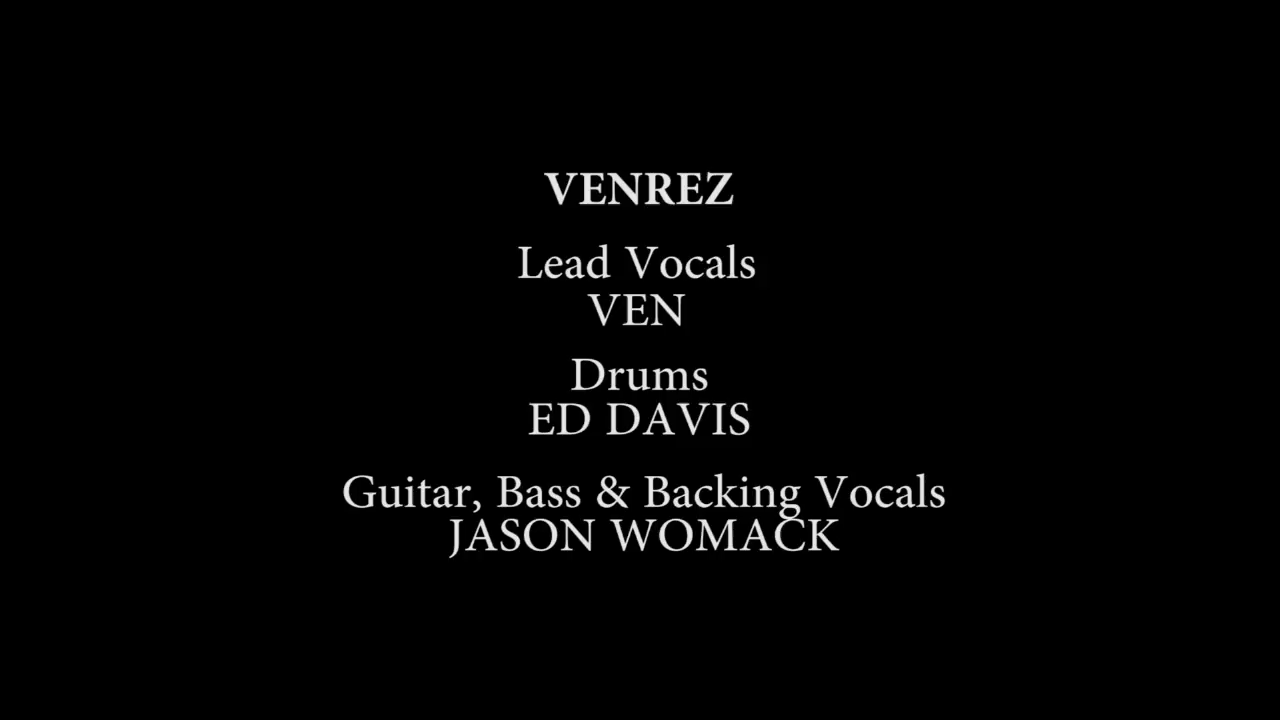 VENREZ
Lead Vocals
VEN
Drums
ED DAVIS
Guitar, Bass & Backing Vocals
JASON WOMACK